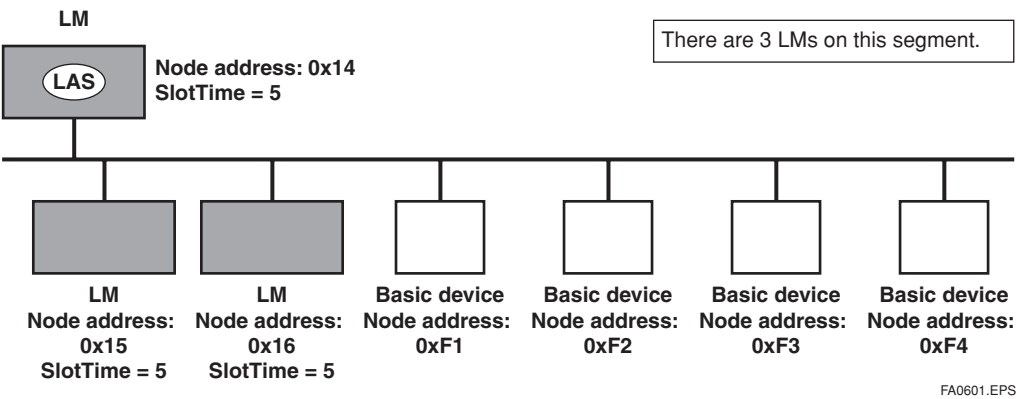 LM
There are 3 LMs on this segment.
LAS
Node address: 0x14
SlotTime = 5
LM
Node address:
0x15
SlotTime = 5
LM
Node address:
0x16
SlotTime = 5
Basic device
Node address:
0xF1
Basic device
Node address:
0xF2
Basic device
Node address:
0xF3
Basic device
Node address:
0xF4
FA0601.EPS